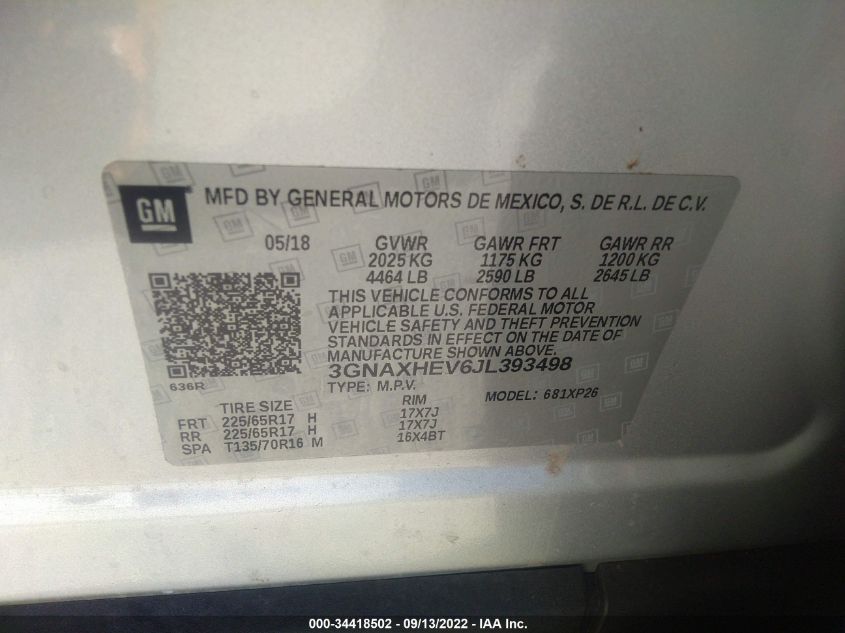 GM MFD BY GENERAL MOTORS DE MEXICO, S. DE R.L. DE C.V.
05/18 GVWR GAWR FRT GAWR RR
2025 KG 1175 KG 1200 KG
4464 LB 2590 LB 2645 LB
THIS VEHICLE CONFORMS TO ALL
APPLICABLE U.S. FEDERAL MOTOR
VEHICLE SAFETY AND THEFT PREVENTION
STANDARDS IN EFFECT ON THE DATE OF
MANUFACTURE SHOWN ABOVE.
3GNAXHEV6JL393498
636R
TYPE: M.P.V. MODEL: 681XP26
TIRE SIZE RIM
FRT 225/65R17 H 17X7J
RR 225/65R17 H 17X7J
SPA T135/70R16 M 16X4BT
000-34418502 - 09/13/2022 - IAA Inc.